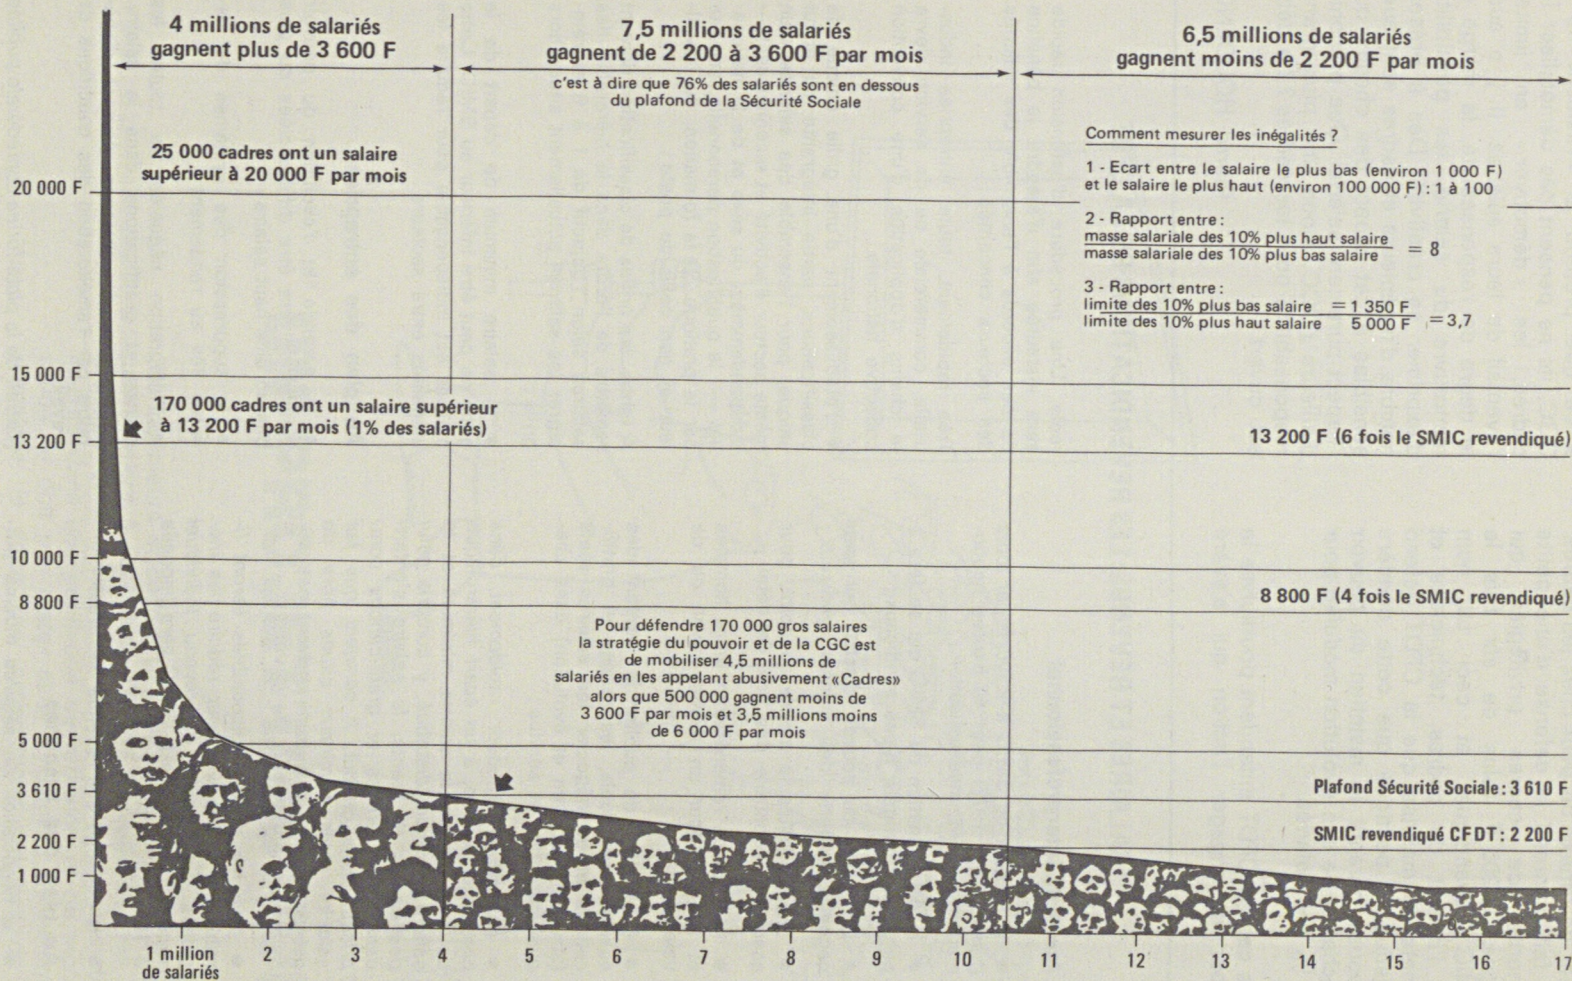 4 millions de salariés
gagnent plus de 3 600 F
7,5 millions de salariés
gagnent de 2 200 à 3 600 F par mois
c'est à dire que 76% des salariés sont en dessous
du plafond de la Sécurité Sociale
6,5 millions de salariés
gagnent moins de 2 200 F par mois
25 000 cadres ont un salaire
supérieur à 20 000 F par mois
Comment mesurer les inégalités ?
1 - Ecart entre le salaire le plus bas (environ 1 000 F)
et le salaire le plus haut (environ 100 000 F) : 1 à 100
2 - Rapport entre :
masse salariale des 10% plus haut salaire
masse salariale des 10% plus bas salaire = 8
3 - Rapport entre :
limite des 10% plus bas salaire = 1 350 F
limite des 10% plus haut salaire 5 000 F = 3,7
20 000 F
15 000 F
170 000 cadres ont un salaire supérieur
à 13 200 F par mois (1% des salariés)
13 200 F
13 200 F (6 fois le SMIC revendiqué)
10 000 F
8 800 F
8 800 F (4 fois le SMIC revendiqué)
Pour défendre 170 000 gros salaires
la stratégie du pouvoir et de la CGC est
de mobiliser 4,5 millions de
salariés en les appelant abusivement «Cadres»
alors que 500 000 gagnent moins de
3 600 F par mois et 3,5 millions moins
de 6 000 F par mois
5 000 F
3 610 F
Plafond Sécurité Sociale : 3 610 F
2 200 F
SMIC revendiqué CFDT : 2 200 F
1 000 F
1 million
de salariés
2 3 4 5 6 7 8 9 10 11 12 13 14 15 16 17